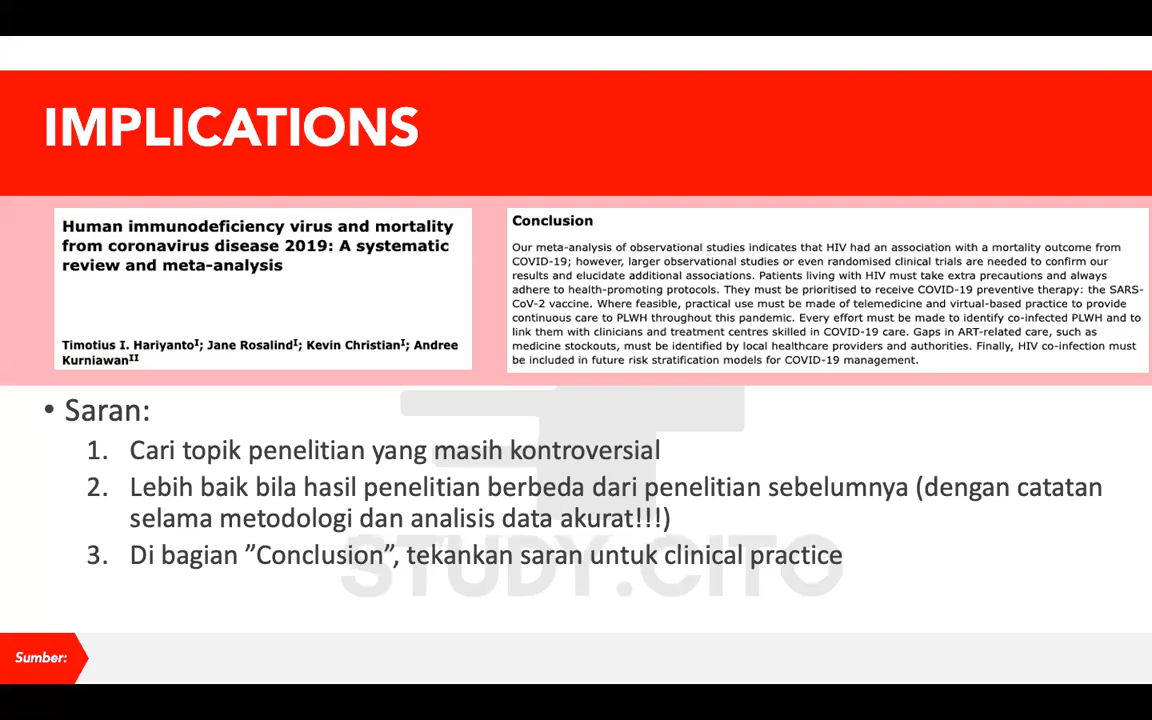 IMPLICATIONS
Human immunodeficiency virus and mortality
from coronavirus disease 2019: A systematic
review and meta-analysis
Timotius I. Hariyanto^I; Jane Rosalind^I; Kevin Christian^I; Andree
Kurniawan^II
Conclusion
Our meta-analysis of observational studies indicates that HIV had an association with a mortality outcome from
COVID-19; however, larger observational studies or even randomised clinical trials are needed to confirm our
results and elucidate additional associations. Patients living with HIV must take extra precautions and always
adhere to health-promoting protocols. They must be prioritised to receive COVID-19 preventive therapy: the SARS-
CoV-2 vaccine. Where feasible, practical use must be made of telemedicine and virtual-based practice to provide
continuous care to PLWH throughout this pandemic. Every effort must be made to identify co-infected PLWH and to
link them with clinicians and treatment centres skilled in COVID-19 care. Gaps in ART-related care, such as
medicine stockouts, must be identified by local healthcare providers and authorities. Finally, HIV co-infection must
be included in future risk stratification models for COVID-19 management.
• Saran:
1. Cari topik penelitian yang masih kontroversial
2. Lebih baik bila hasil penelitian berbeda dari penelitian sebelumnya (dengan catatan
selama metodologi dan analisis data akurat!!!)
3. Di bagian ”Conclusion”, tekankan saran untuk clinical practice
STUDY.CITO
Sumber: